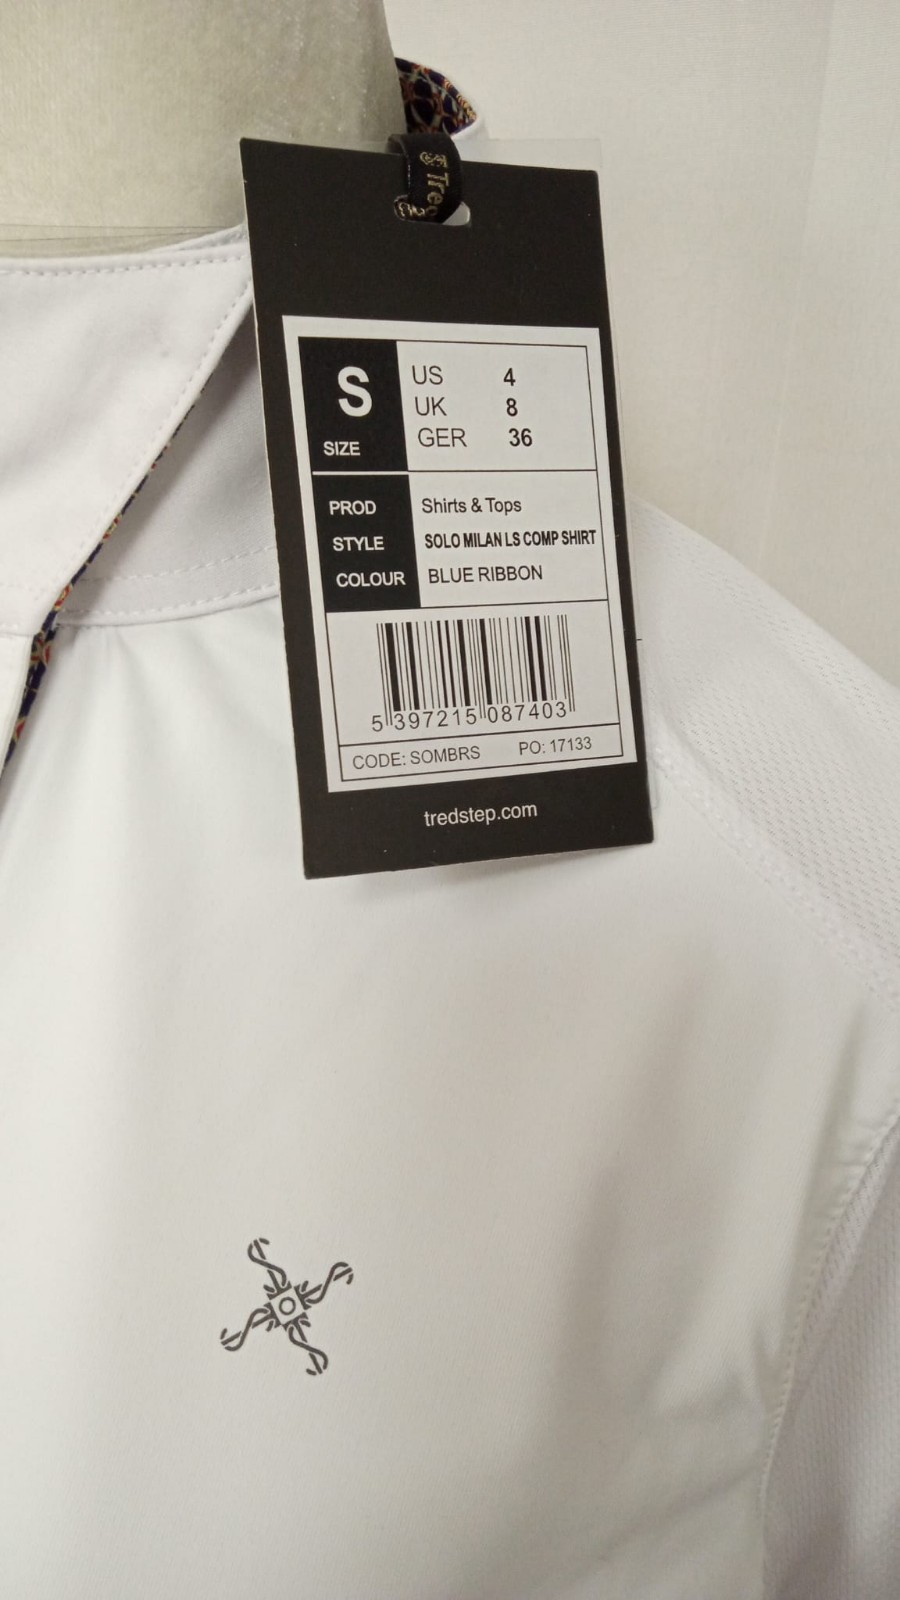 Tre
S
SIZE
US 4
UK 8
GER 36
PROD Shirts & Tops
STYLE SOLO MILAN LS COMP SHIRT
COLOUR BLUE RIBBON
5 397215 087403
CODE: SOMBRS PO: 17133
tredstep.com